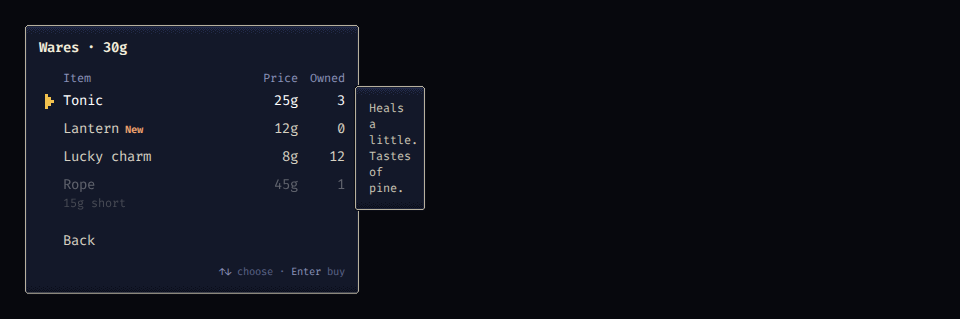 Wares · 30g
Item Price Owned
Tonic 25g 3
Lantern New 12g 0
Lucky charm 8g 12
Rope 45g 1
15g short
Back
↑↓ choose · Enter buy
Heals
a
little.
Tastes
of
pine.